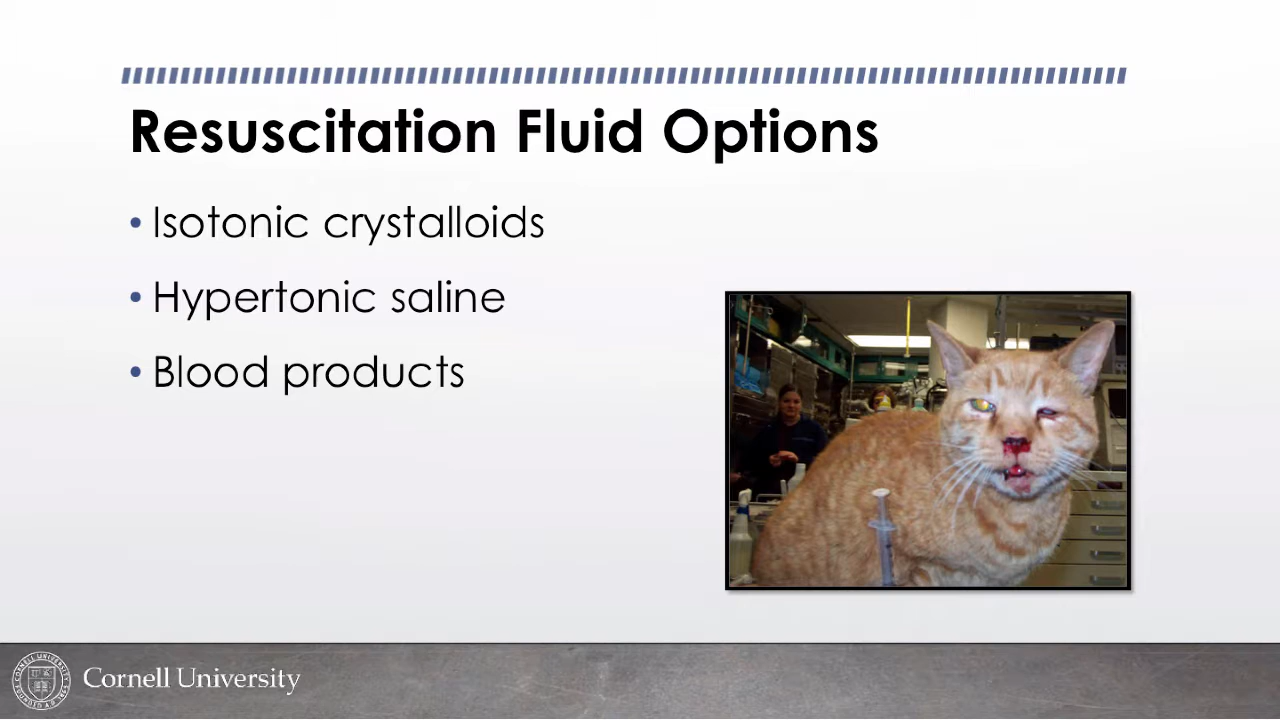 Resuscitation Fluid Options
• Isotonic crystalloids
• Hypertonic saline
• Blood products
Cornell University